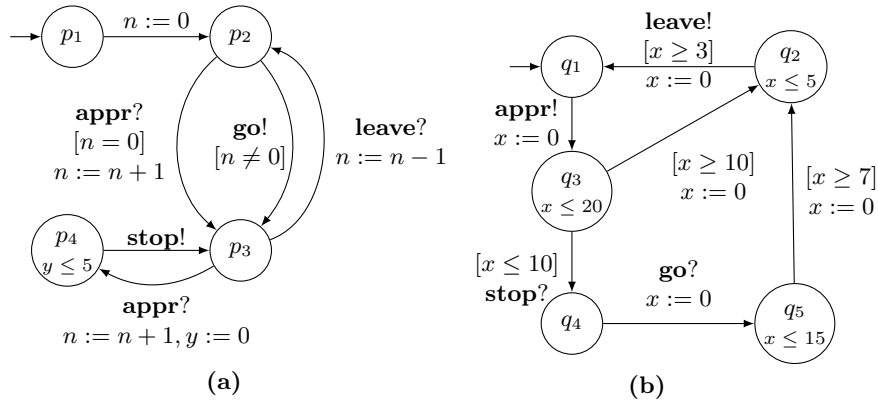 p₁
n := 0
p₂
appr?
[n = 0]
n := n + 1
go!
[n ≠ 0]
leave?
n := n − 1
p₄
y ≤ 5
stop!
p₃
appr?
n := n + 1, y := 0
(a)
leave!
[x ≥ 3]
x := 0
q₁
q₂
x ≤ 5
appr!
x := 0
q₃
x ≤ 20
[x ≥ 10]
x := 0
[x ≥ 7]
x := 0
[x ≤ 10]
stop?
go?
x := 0
q₄
q₅
x ≤ 15
(b)